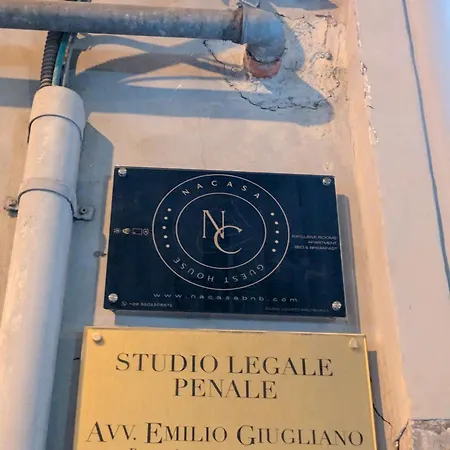 NACASA
NC
GUEST HOUSE
EXCLUSIVE ROOMS
APARTMENT
BED & BREAKFAST
www.nacasabnb.com
STUDIO LEGALE
PENALE
AVV. EMILIO GIUGLIANO